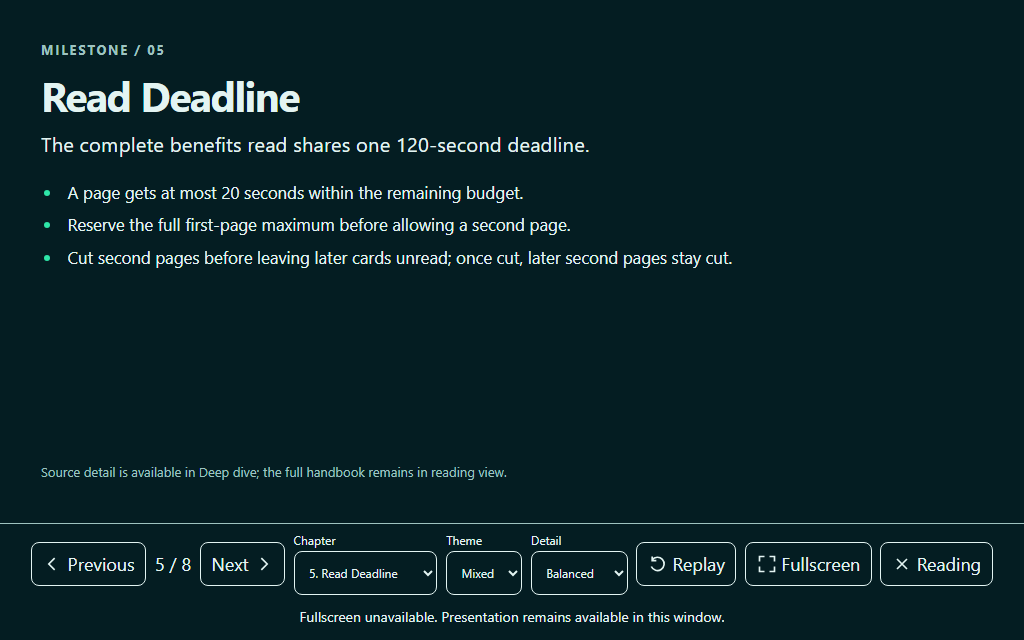 MILESTONE / 05
Read Deadline
The complete benefits read shares one 120-second deadline.
A page gets at most 20 seconds within the remaining budget.
Reserve the full first-page maximum before allowing a second page.
Cut second pages before leaving later cards unread; once cut, later second pages stay cut.
Source detail is available in Deep dive; the full handbook remains in reading view.
Chapter Theme Detail
Previous 5 / 8 Next 5. Read Deadline Mixed Balanced Replay Fullscreen Reading
Fullscreen unavailable. Presentation remains available in this window.